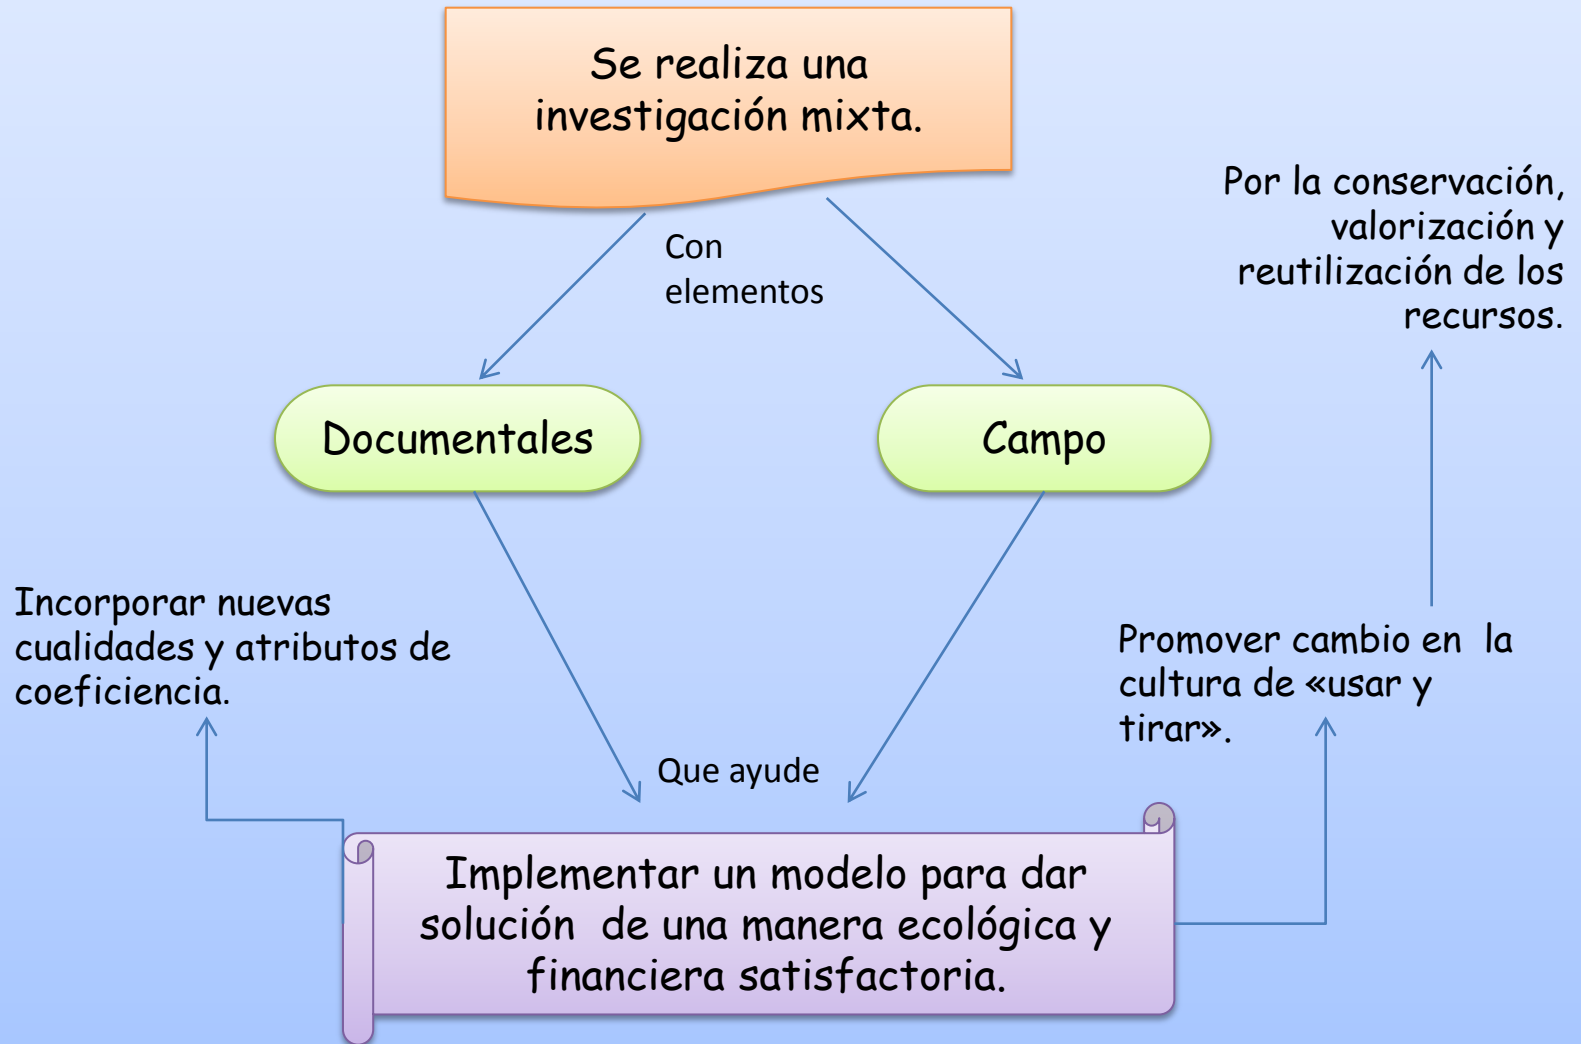 Se realiza una
investigación mixta.
Con
elementos
Por la conservación,
valorización y
reutilización de los
recursos.
Documentales
Campo
Incorporar nuevas
cualidades y atributos de
coeficiencia.
Promover cambio en  la
cultura de «usar y
tirar».
Que ayude
Implementar un modelo para dar
solución  de una manera ecológica y
financiera satisfactoria.